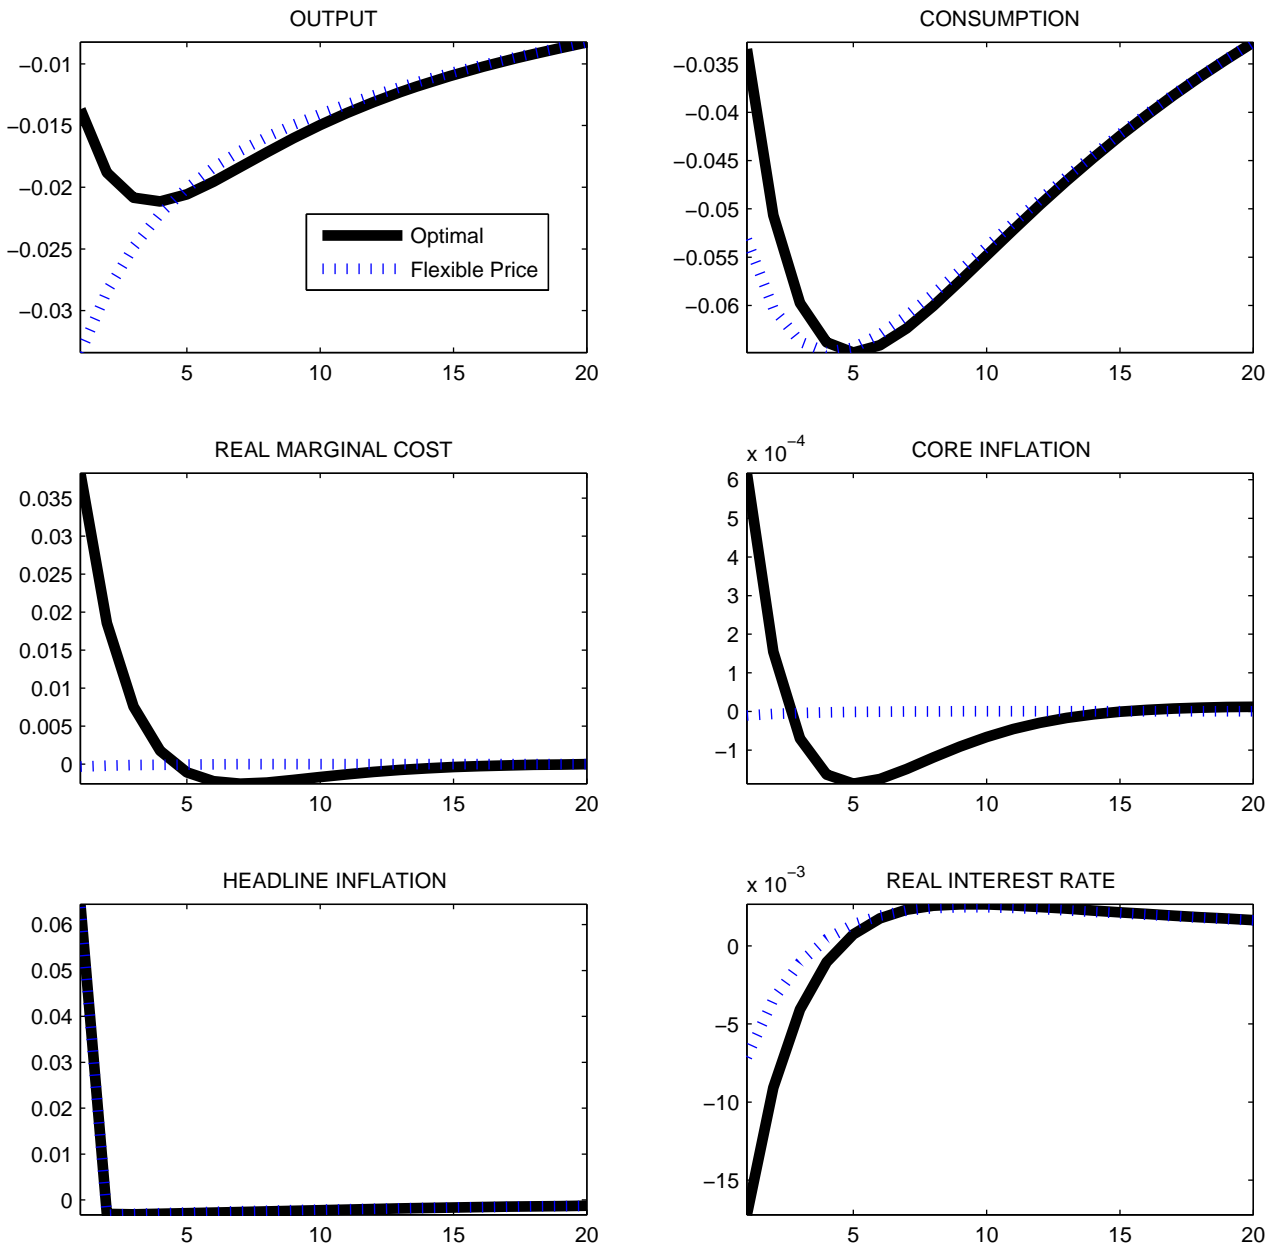 OUTPUT
−0.01
−0.015
−0.02
−0.025
−0.03
5 10 15 20
Optimal
Flexible Price
CONSUMPTION
−0.035
−0.04
−0.045
−0.05
−0.055
−0.06
5 10 15 20
REAL MARGINAL COST
0.035
0.03
0.025
0.02
0.015
0.01
0.005
0
5 10 15 20
x 10−4
CORE INFLATION
6
5
4
3
2
1
0
−1
5 10 15 20
HEADLINE INFLATION
0.06
0.05
0.04
0.03
0.02
0.01
0
5 10 15 20
x 10−3
REAL INTEREST RATE
0
−5
−10
−15
5 10 15 20